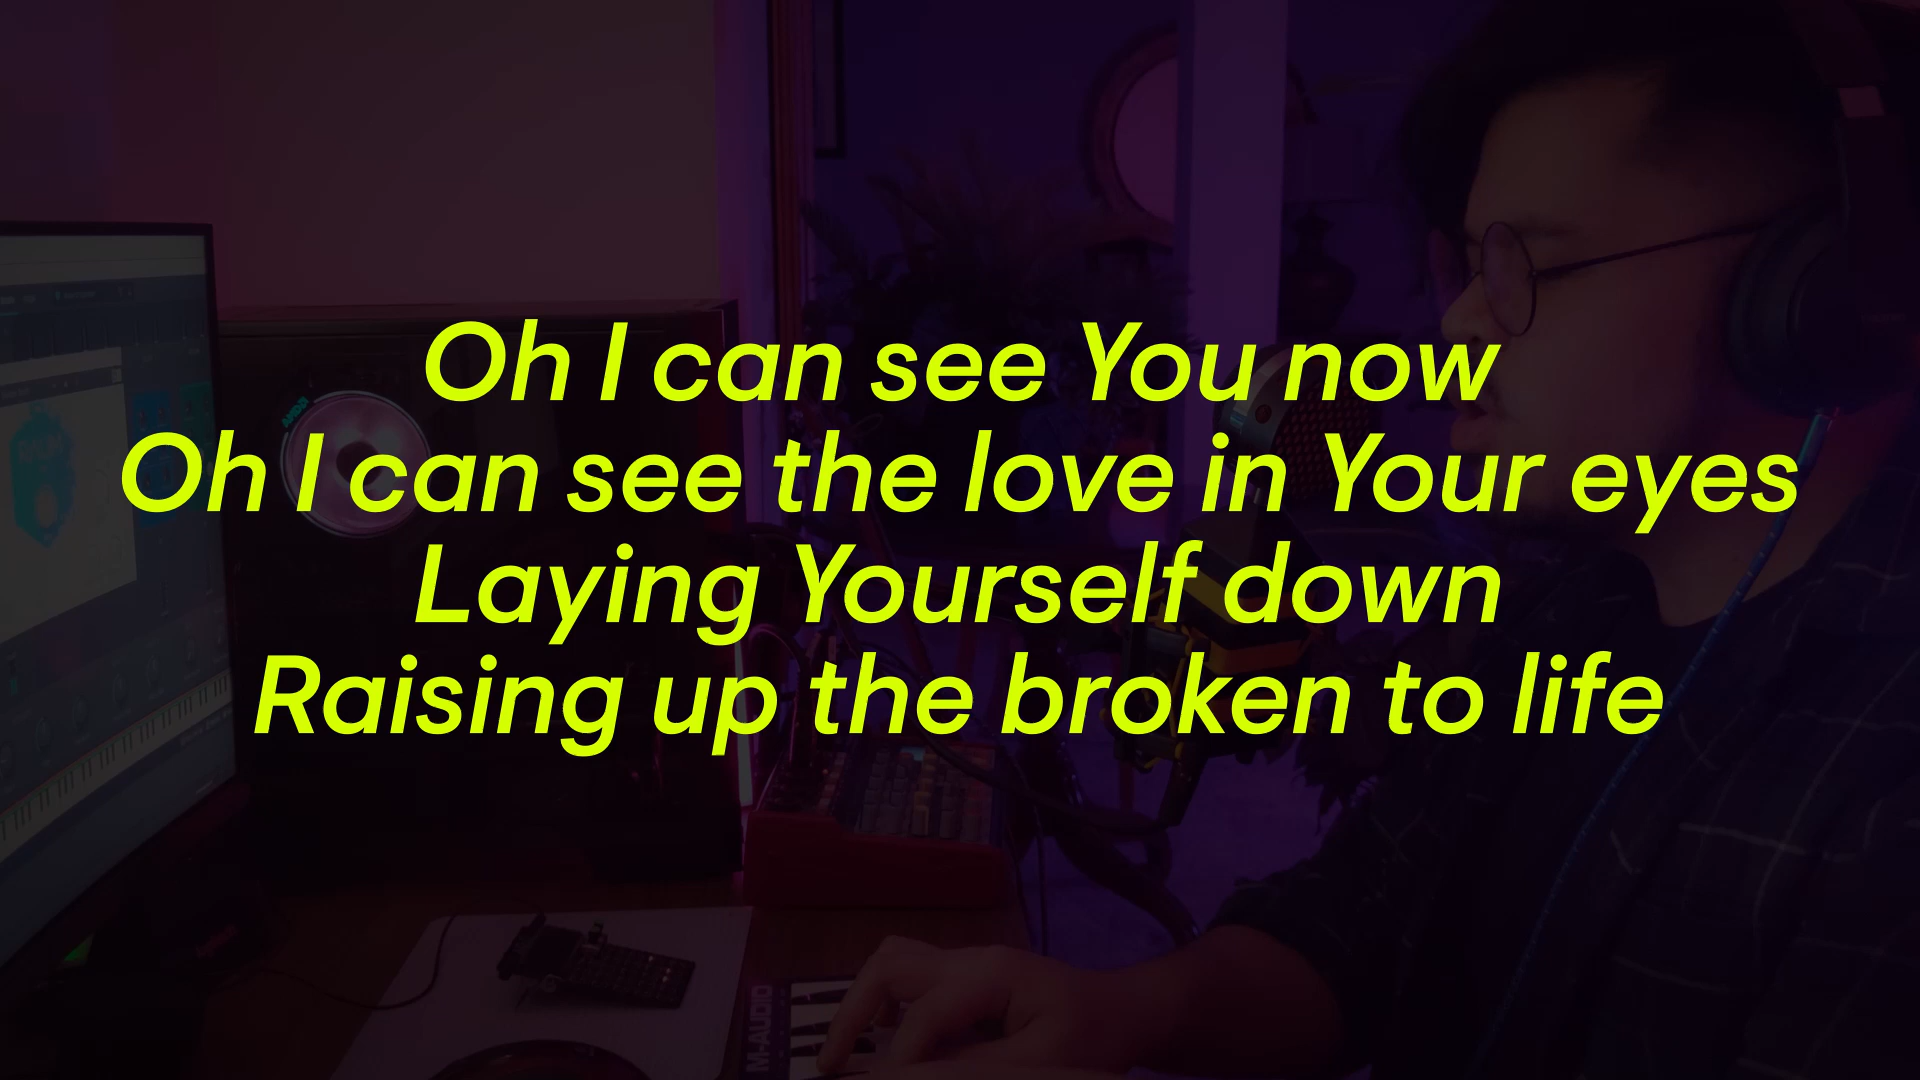 Oh I can see You now
Oh I can see the love in Your eyes
Laying Yourself down
Raising up the broken to life
M-AUDIO